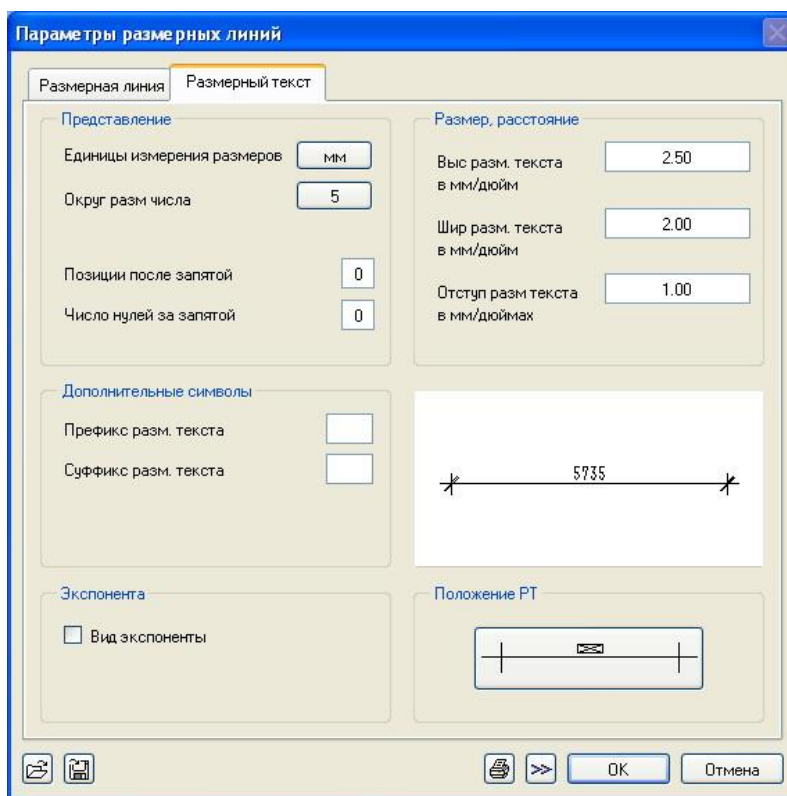 Параметры размерных линий
Размерная линия
Размерный текст
Представление
Единицы измерения размеров
мм
Округ разм числа
5
Позиции после запятой
0
Число нулей за запятой
0
Размер, расстояние
Выс разм. текста
в мм/дюйм
2.50
Шир разм. текста
в мм/дюйм
2.00
Отступ разм текста
в мм/дюймах
1.00
Дополнительные символы
Префикс разм. текста
Суффикс разм. текста
5735
Экспонента
Вид экспоненты
Положение РТ
>>
OK
Отмена